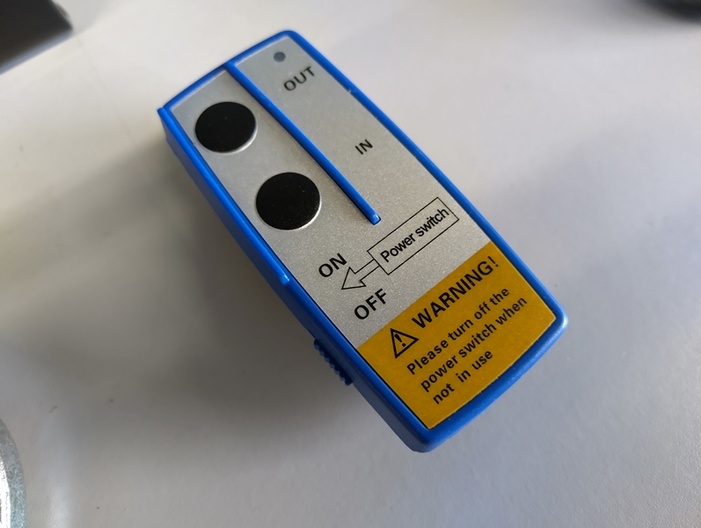 OUT
IN
ON
Power switch
OFF
WARNING!
Please turn off the
power switch when
not in use